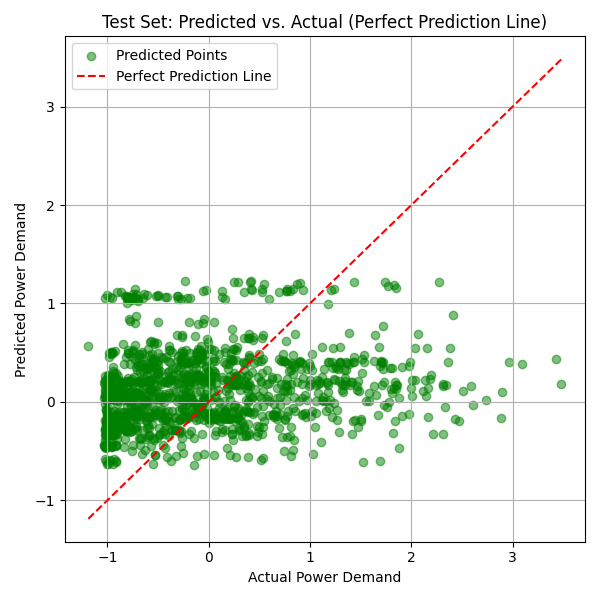 Test Set: Predicted vs. Actual (Perfect Prediction Line)
Predicted Points
Perfect Prediction Line
Predicted Power Demand
3
2
1
0
−1
−1
0
1
2
3
Actual Power Demand